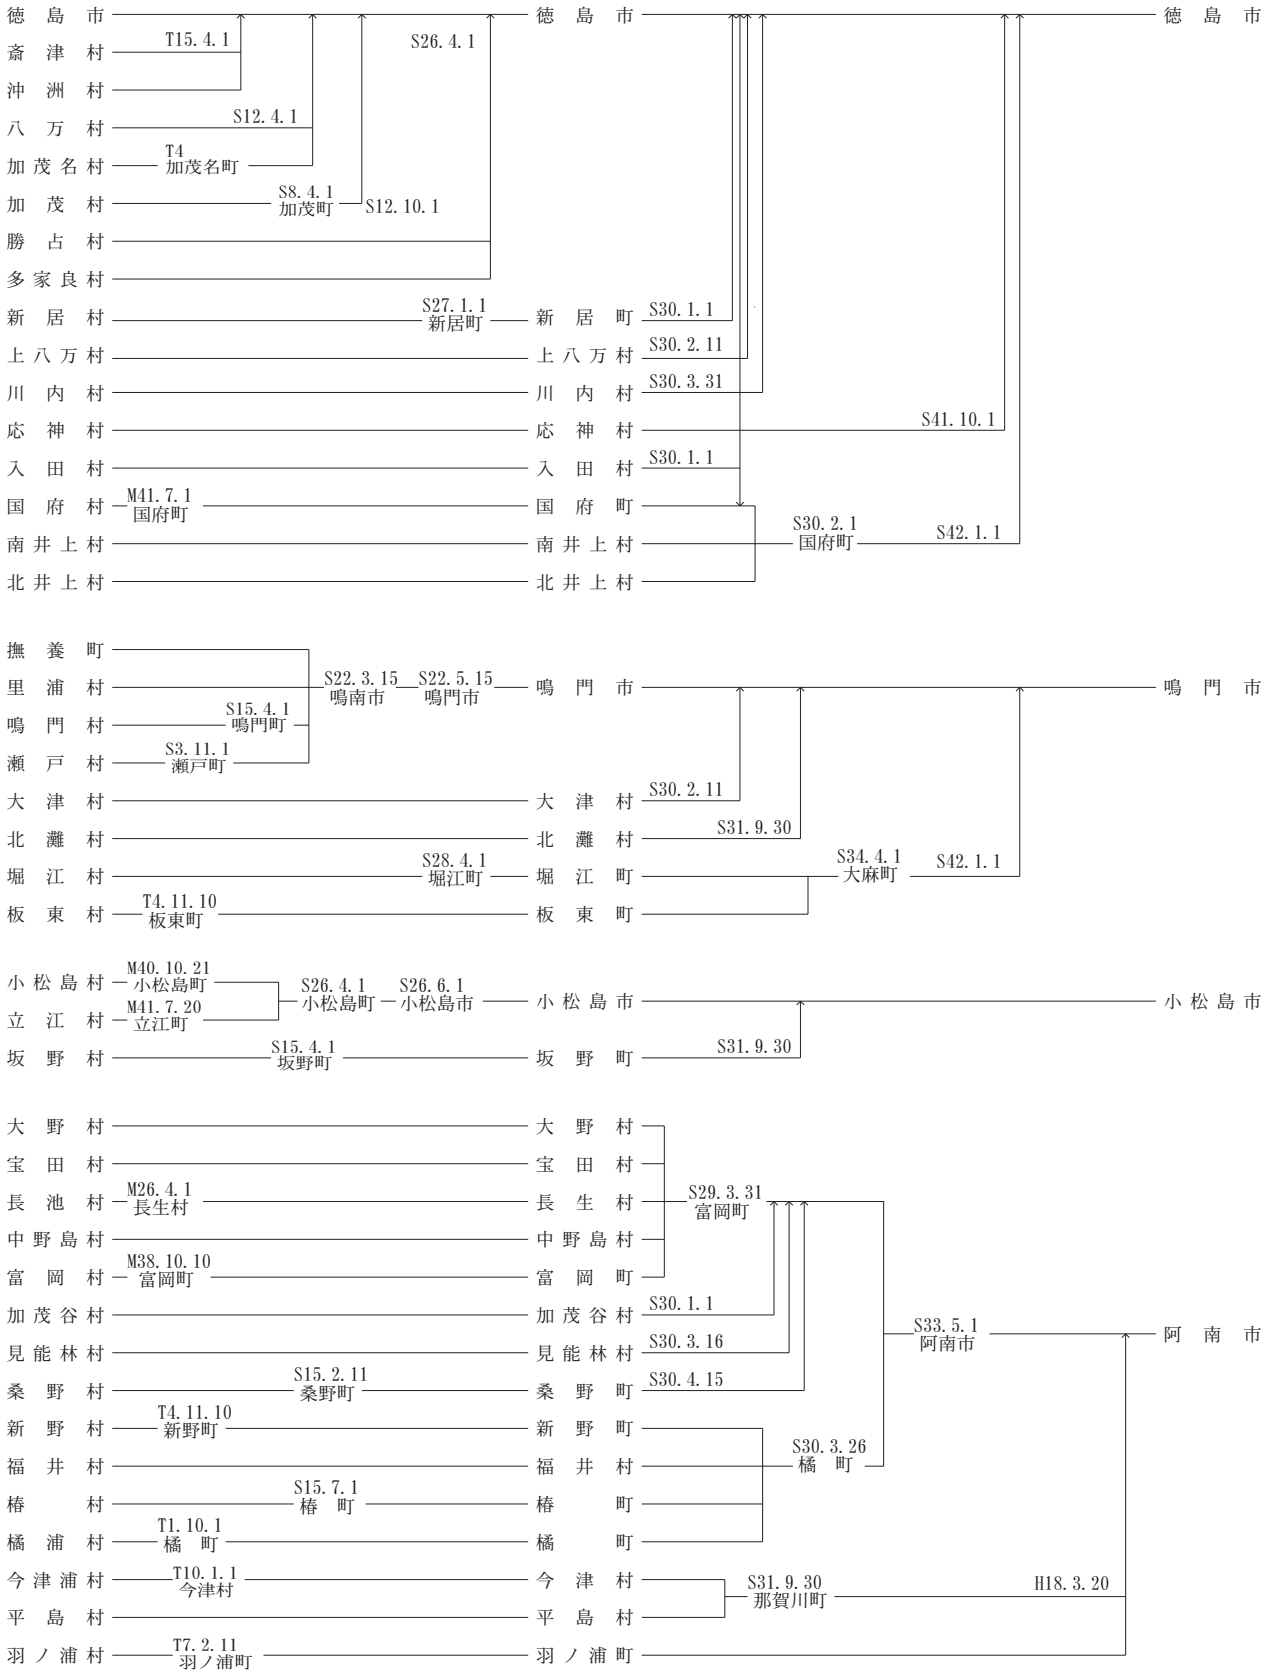 徳島市 徳島市 徳島市
斎津村 T15.4.1 S26.4.1
沖洲村
八万村 S12.4.1
加茂名村 T4 加茂名町
加茂村 S8.4.1 加茂町 S12.10.1
勝占村
多家良村
新居村 S27.1.1 新居町 新居町 S30.1.1
上八万村 上八万村 S30.2.11
川内村 川内村 S30.3.31
応神村 応神村 S41.10.1
入田村 入田村 S30.1.1
国府村 M41.7.1 国府町 国府町
南井上村 南井上村 S30.2.1 国府町 S42.1.1
北井上村 北井上村
撫養町
里浦村 S22.3.15 鳴南市 S22.5.15 鳴門市 鳴門市 鳴門市
鳴門村 S15.4.1 鳴門町
瀬戸村 S3.11.1 瀬戸町
大津村 大津村 S30.2.11
北灘村 北灘村 S31.9.30
堀江村 S28.4.1 堀江町 堀江町 S34.4.1 大麻町 S42.1.1
板東村 T4.11.10 板東町 板東町
小松島村 M40.10.21 小松島町
S26.4.1 小松島町 S26.6.1 小松島市 小松島市 小松島市
立江村 M41.7.20 立江町
坂野村 S15.4.1 坂野町 坂野町 S31.9.30
大野村 大野村
宝田村 宝田村
長池村 M26.4.1 長生村 長生村 S29.3.31 富岡町
中野島村 中野島村
富岡村 M38.10.10 富岡町 富岡町
加茂谷村 加茂谷村 S30.1.1
S33.5.1 阿南市 阿南市
見能林村 見能林村 S30.3.16
桑野村 S15.2.11 桑野町 桑野町 S30.4.15
新野村 T4.11.10 新野町 新野町
福井村 福井村 S30.3.26 橘町
椿村 S15.7.1 椿町 椿町
橘浦村 T1.10.1 橘町 橘町
今津浦村 T10.1.1 今津村 今津村
S31.9.30 那賀川町 H18.3.20
平島村 平島村
羽ノ浦村 T7.2.11 羽ノ浦町 羽ノ浦町